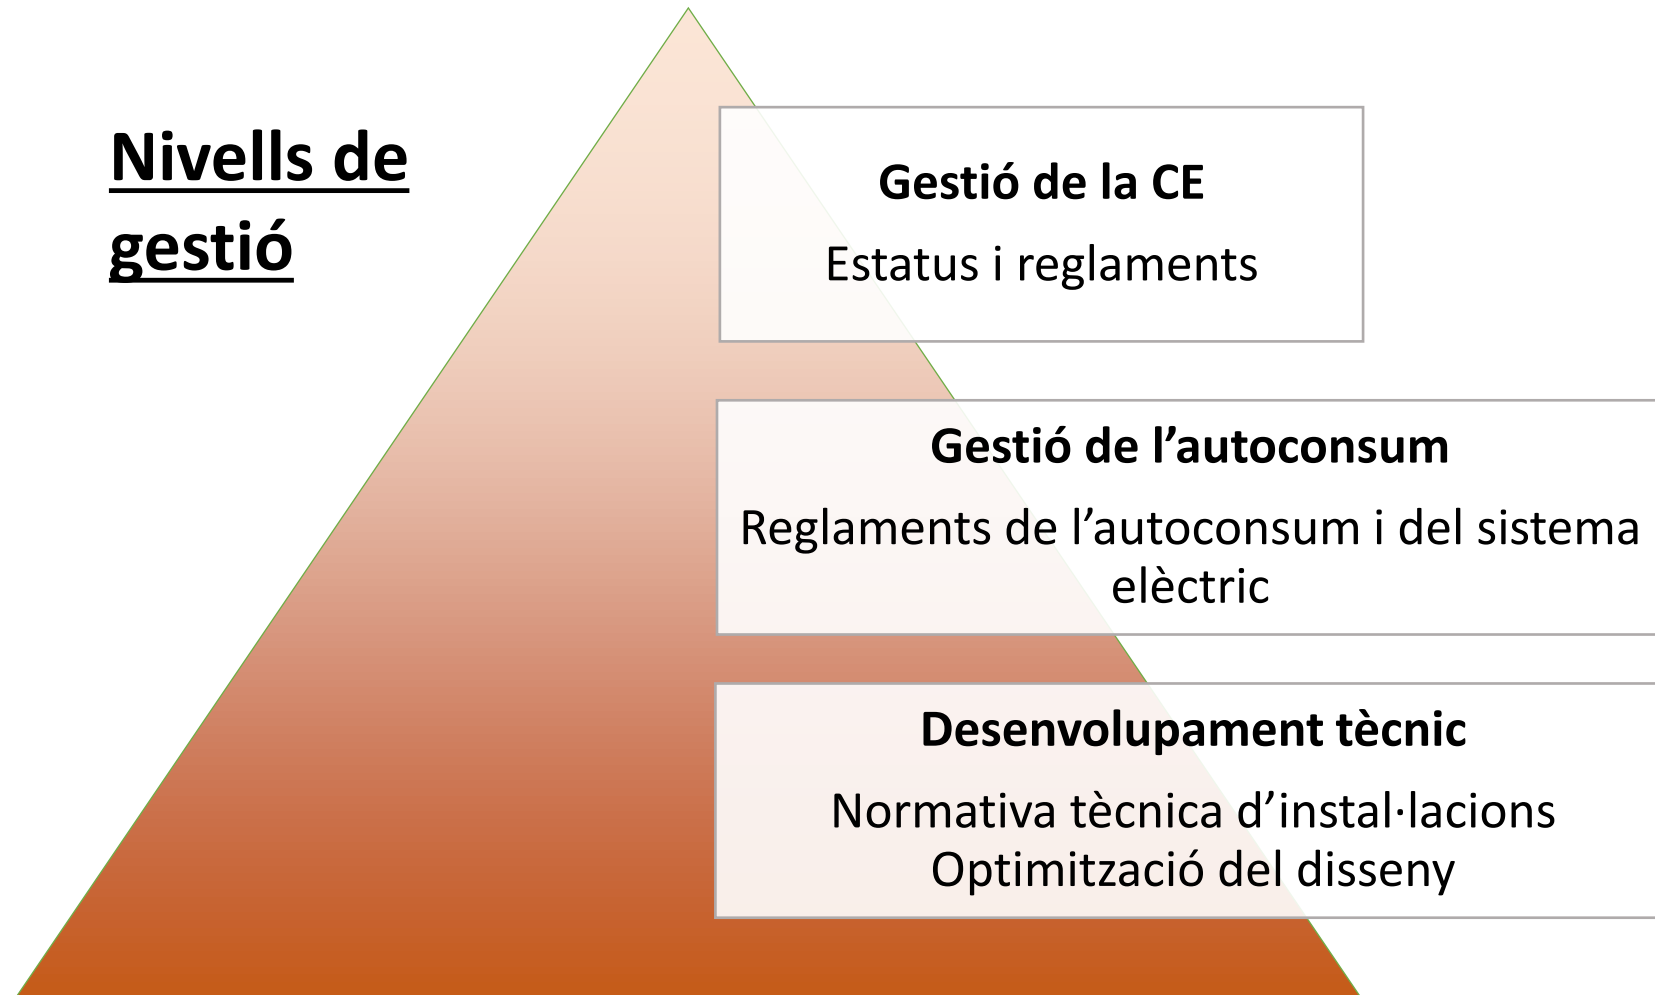 Nivells de
gestió
Gestió de la CE
Estatus i reglaments
Gestió de l’autoconsum
Reglaments de l’autoconsum i del sistema
elèctric
Desenvolupament tècnic
Normativa tècnica d’instal·lacions
Optimització del disseny